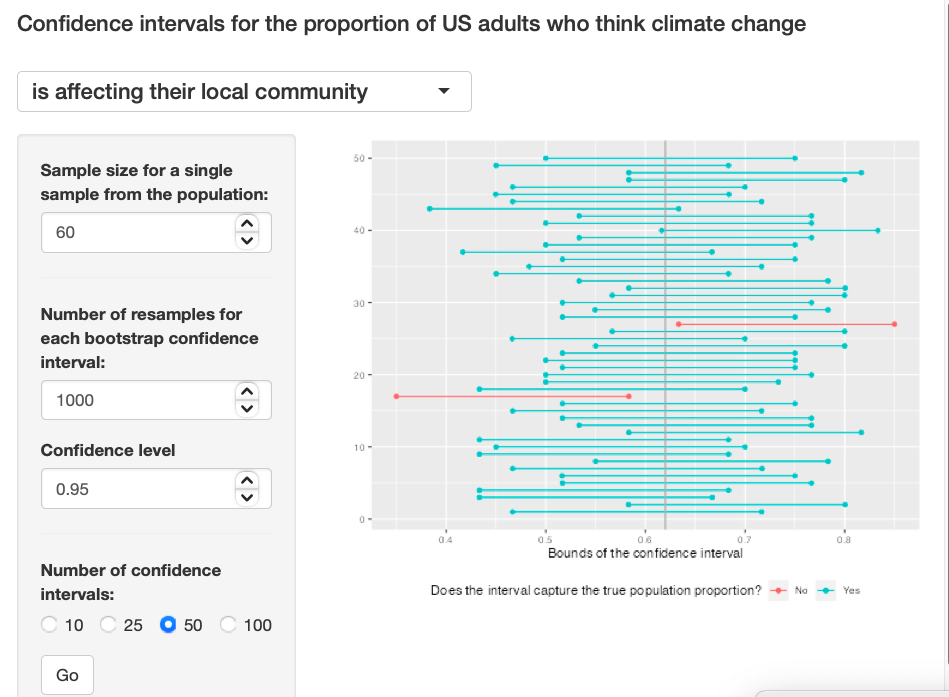 Confidence intervals for the proportion of US adults who think climate change
is affecting their local community
Sample size for a single
sample from the population:
60
Number of resamples for
each bootstrap confidence
interval:
1000
Confidence level
0.95
Number of confidence
intervals:
10 25 50 100
Go
50
40
30
20
10
0
0.4 0.5 0.6 0.7 0.8
Bounds of the confidence interval
Does the interval capture the true population proportion? No Yes